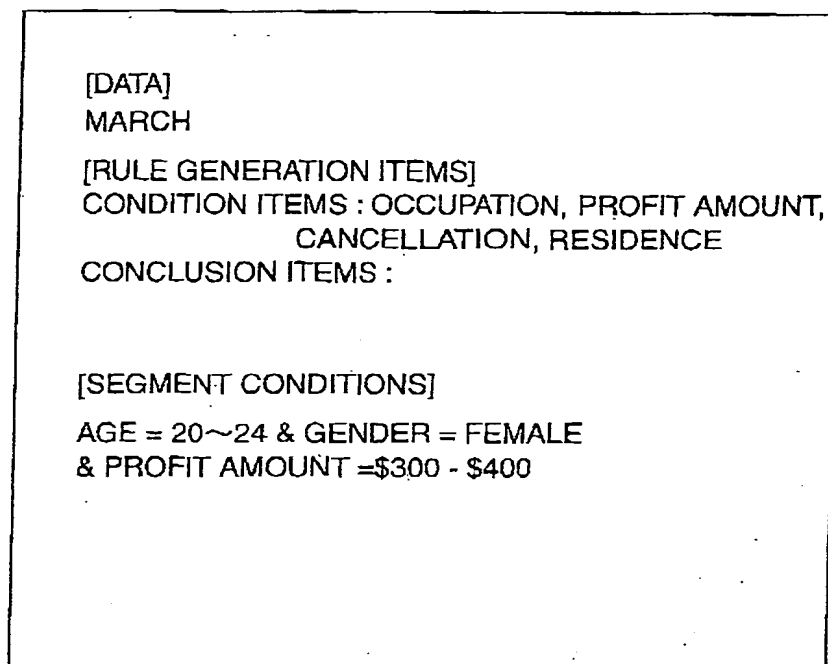 [DATA]
MARCH
[RULE GENERATION ITEMS]
CONDITION ITEMS : OCCUPATION, PROFIT AMOUNT,
CANCELLATION, RESIDENCE
CONCLUSION ITEMS :
[SEGMENT CONDITIONS]
AGE = 20~24 & GENDER = FEMALE
& PROFIT AMOUNT =$300 - $400